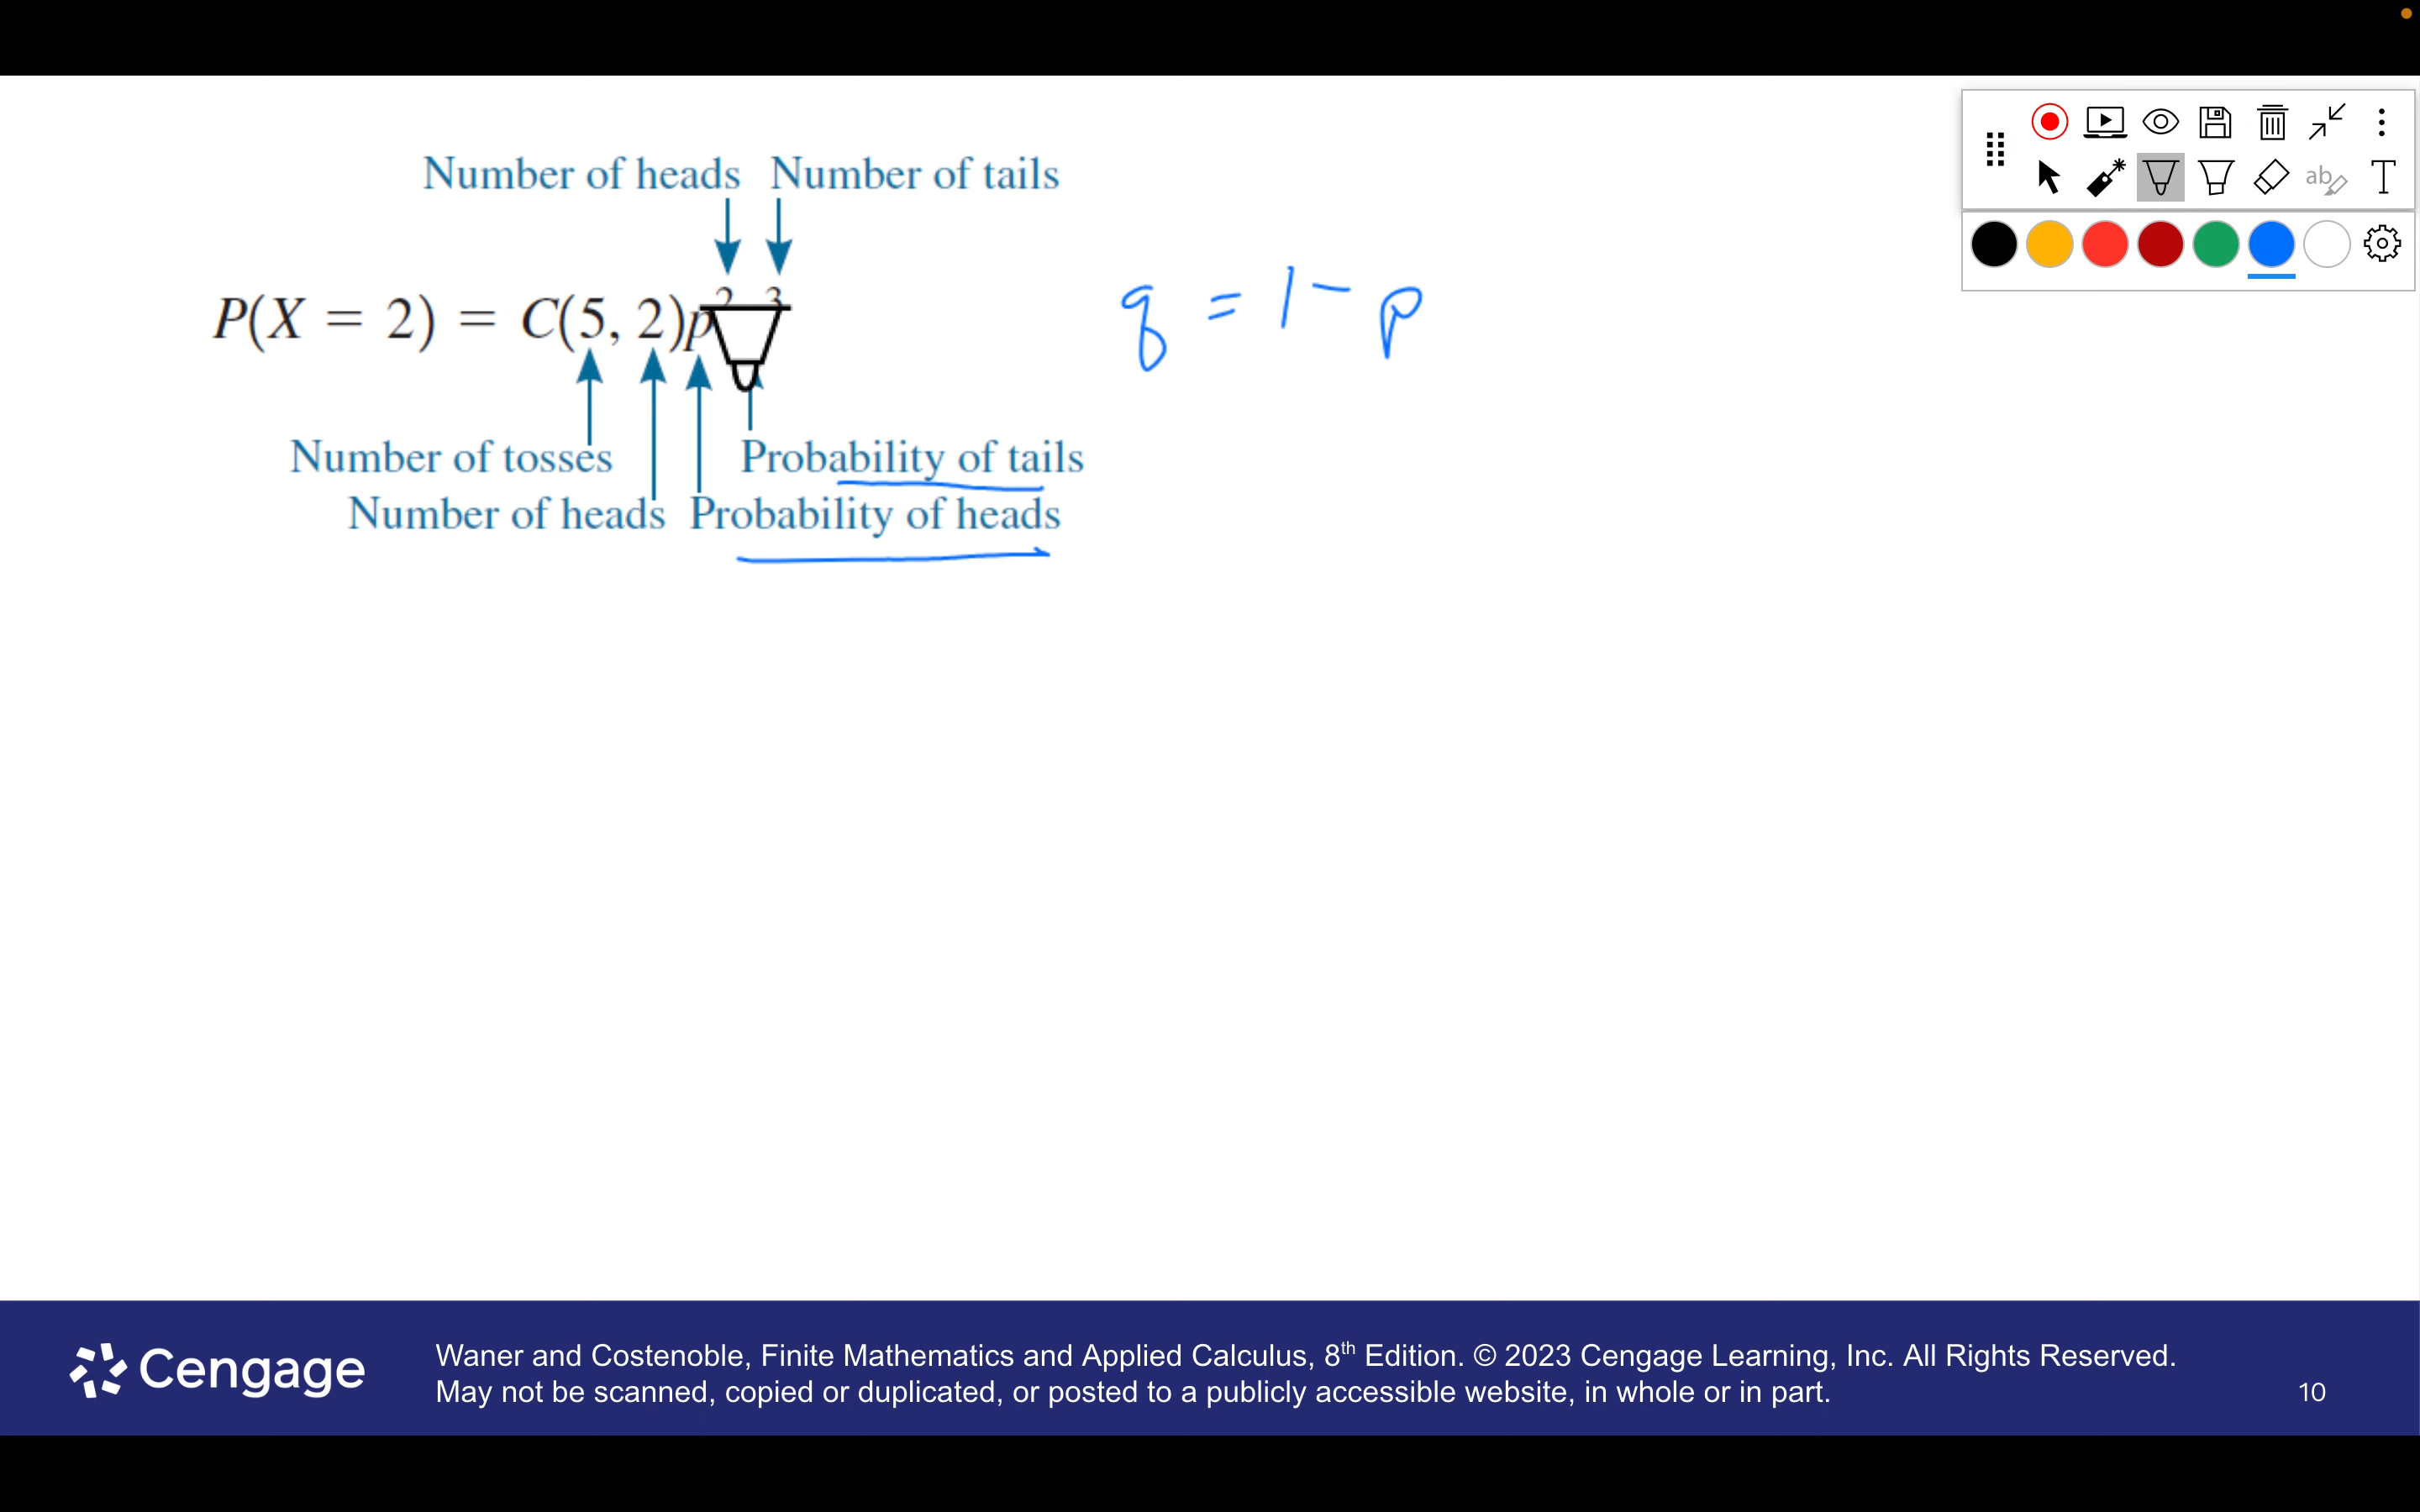 Number of heads Number of tails
P(X = 2) = C(5, 2)p² ³
q = 1 - p
Number of tosses Probability of tails
Number of heads Probability of heads
ab T
Cengage
Waner and Costenoble, Finite Mathematics and Applied Calculus, 8th Edition. © 2023 Cengage Learning, Inc. All Rights Reserved.
May not be scanned, copied or duplicated, or posted to a publicly accessible website, in whole or in part.
10